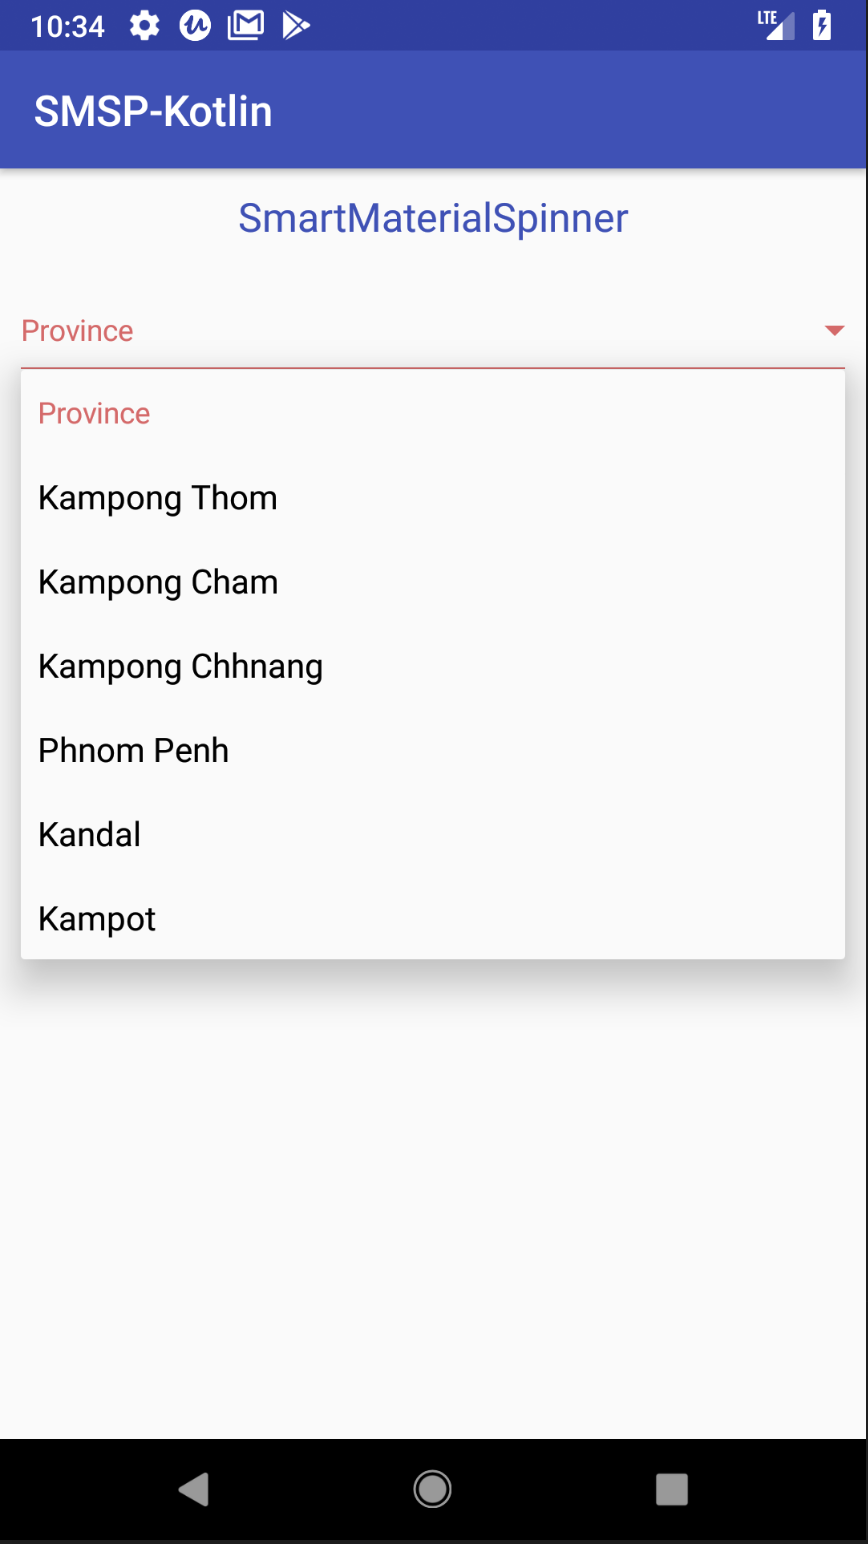 10:34 LTE
SMSP-Kotlin
SmartMaterialSpinner
Province
Province
Kampong Thom
Kampong Cham
Kampong Chhnang
Phnom Penh
Kandal
Kampot